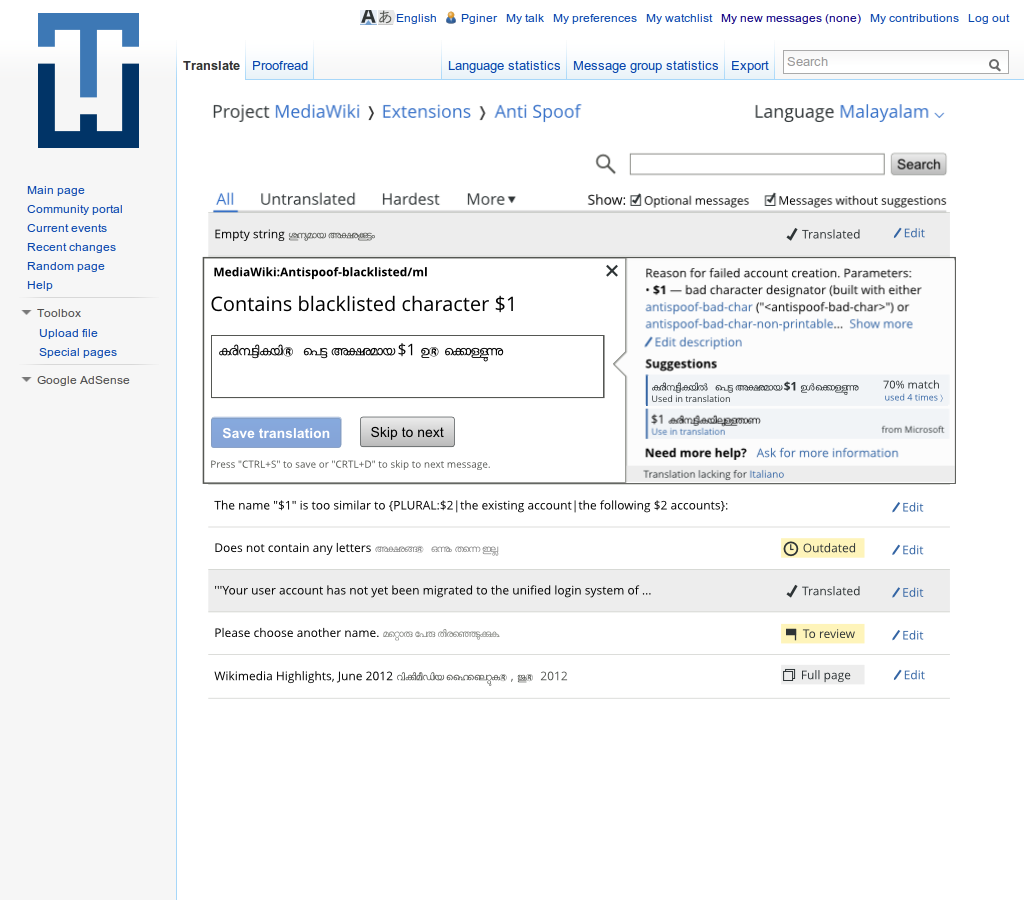 English Pginer My talk My preferences My watchlist My new messages (none) My contributions Log out
Translate Proofread Language statistics Message group statistics Export Search
Project MediaWiki ❭ Extensions ❭ Anti Spoof Language Malayalam
Search
Main page
Community portal
Current events
Recent changes
Random page
Help
Toolbox
Upload file
Special pages
Google AdSense
All Untranslated Hardest More ▾ Show: Optional messages Messages without suggestions
Empty string ശൂന്യമായ അക്ഷരക്കൂട്ടം Translated Edit
MediaWiki:Antispoof-blacklisted/ml
Contains blacklisted character $1
പെട്ട അക്ഷരമായ $1
Save translation Skip to next
Press "CTRL+S" to save or "CRTL+D" to skip to next message.
Reason for failed account creation. Parameters:
• $1 — bad character designator (built with either
antispoof-bad-char ("<antispoof-bad-char>") or
antispoof-bad-char-non-printable... Show more
Edit description
Suggestions
കരിമ്പട്ടികയിൽ പെട്ട അക്ഷരമായ $1 ഉൾക്കൊള്ളുന്നു 70% match
Used in translation used 4 times ⟩
$1 കരിമ്പട്ടികയിലുള്ളതാണ
Use in translation from Microsoft
Need more help? Ask for more information
Translation lacking for Italiano
The name "$1" is too similar to {PLURAL:$2|the existing account|the following $2 accounts}: Edit
Does not contain any letters ഒന്നും തന്നെ ഇല്ല Outdated Edit
'''Your user account has not yet been migrated to the unified login system of ... Translated Edit
Please choose another name. മറ്റൊരു പേരു തിരഞ്ഞെടുക്കുക. To review Edit
Wikimedia Highlights, June 2012 വിക്കിമീഡിയ 2012 Full page Edit